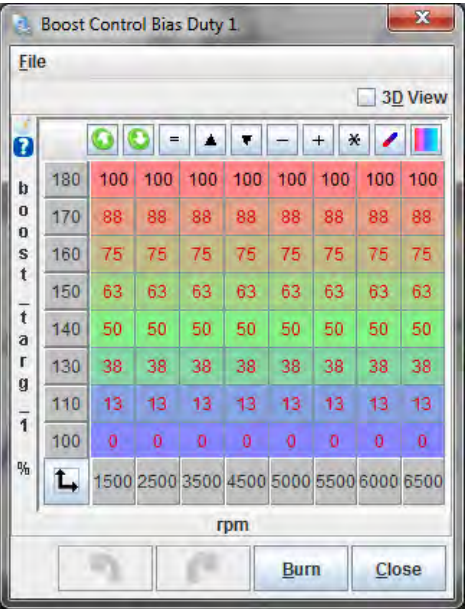 Boost Control Bias Duty 1
File
3D View
= − + *
180 100 100 100 100 100 100 100 100
170 88 88 88 88 88 88 88 88
160 75 75 75 75 75 75 75 75
150 63 63 63 63 63 63 63 63
140 50 50 50 50 50 50 50 50
130 38 38 38 38 38 38 38 38
110 13 13 13 13 13 13 13 13
100 0 0 0 0 0 0 0 0
boost_targ_1 %
1500 2500 3500 4500 5000 5500 6000 6500
rpm
Burn Close